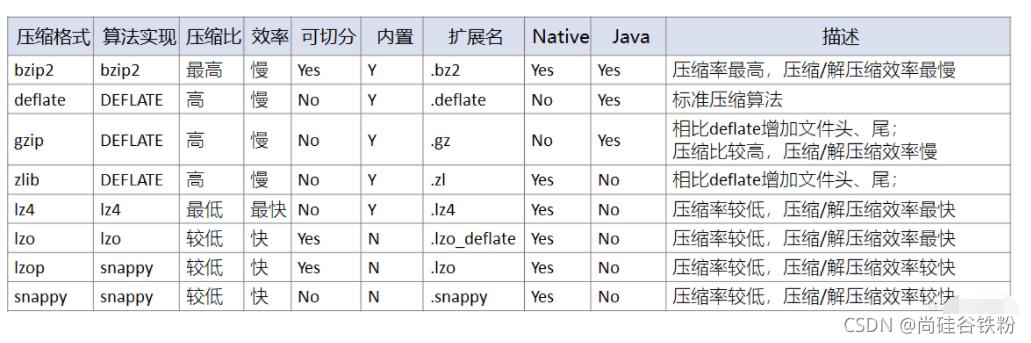 压缩格式 算法实现 压缩比 效率 可切分 内置 扩展名 Native Java 描述
bzip2 bzip2 最高 慢 Yes Y .bz2 Yes Yes 压缩率最高，压缩/解压缩效率最慢
deflate DEFLATE 高 慢 No Y .deflate No Yes 标准压缩算法
gzip DEFLATE 高 慢 No Y .gz No Yes 相比deflate增加文件头、尾；
压缩比较高，压缩/解压缩效率慢
zlib DEFLATE 高 慢 No Y .zl Yes No 相比deflate增加文件头、尾；
lz4 lz4 最低 最快 No Y .lz4 Yes No 压缩率较低，压缩/解压缩效率最快
lzo lzo 较低 快 Yes N .lzo_deflate Yes No 压缩率较低，压缩/解压缩效率最快
lzop snappy 较低 快 Yes N .lzo Yes No 压缩率较低，压缩/解压缩效率较快
snappy snappy 较低 快 No N .snappy Yes No 压缩率较低，压缩/解压缩效率较快
CSDN @尚硅谷铁粉